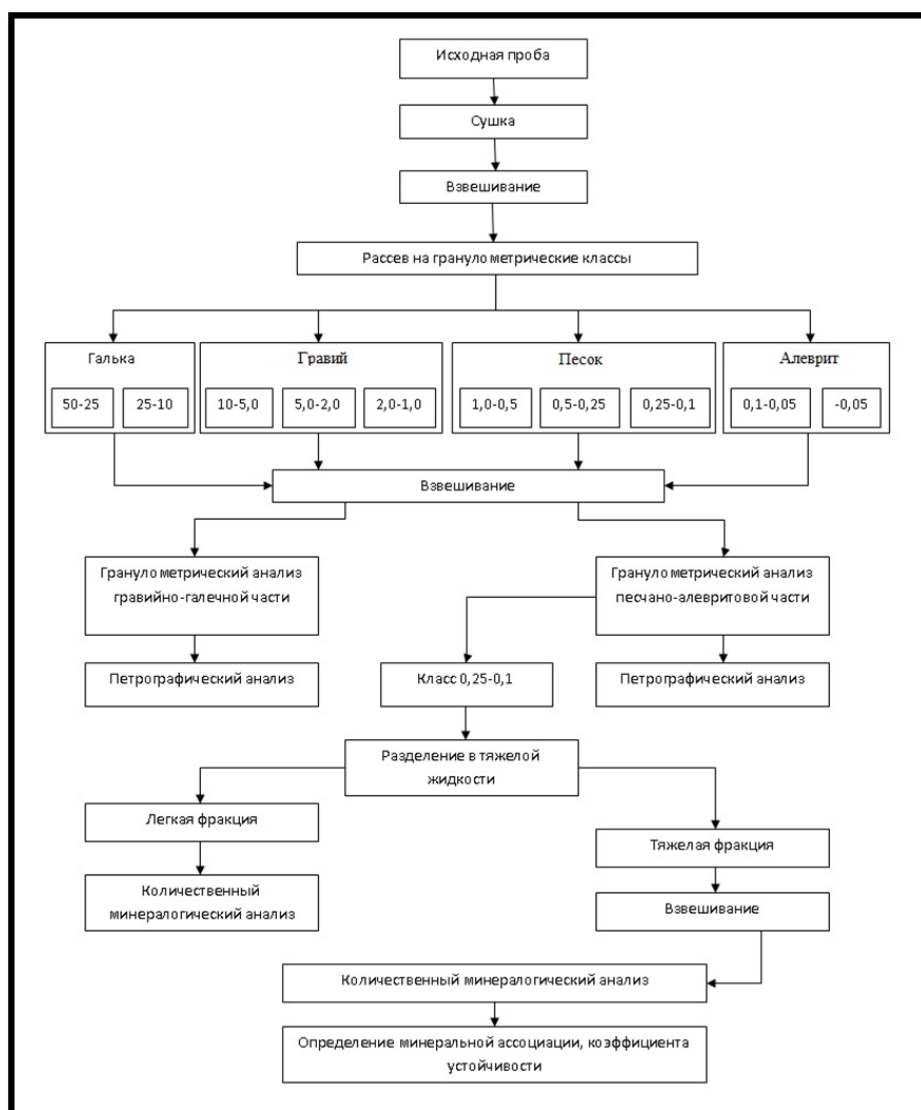 Исходная проба
Сушка
Взвешивание
Рассев на грануло метрические классы
Галька
50-25
25-10
Гравий
10-5,0
5,0-2,0
2,0-1,0
Песок
1,0-0,5
0,5-0,25
0,25-0,1
Алеврит
0,1-0,05
-0,05
Взвешивание
Грануло метрический анализ
гравийно-галечной части
Грануло метрический анализ
песчано-алевритовой части
Петрографический анализ
Класс 0,25-0,1
Петрографический анализ
Разделение в тяжелой
жидкости
Легкая фракция
Тяжелая фракция
Количественный
минералогический анализ
Взвешивание
Количественный минералогический анализ
Определение минеральной ассоциации, коэффициента
устойчивости